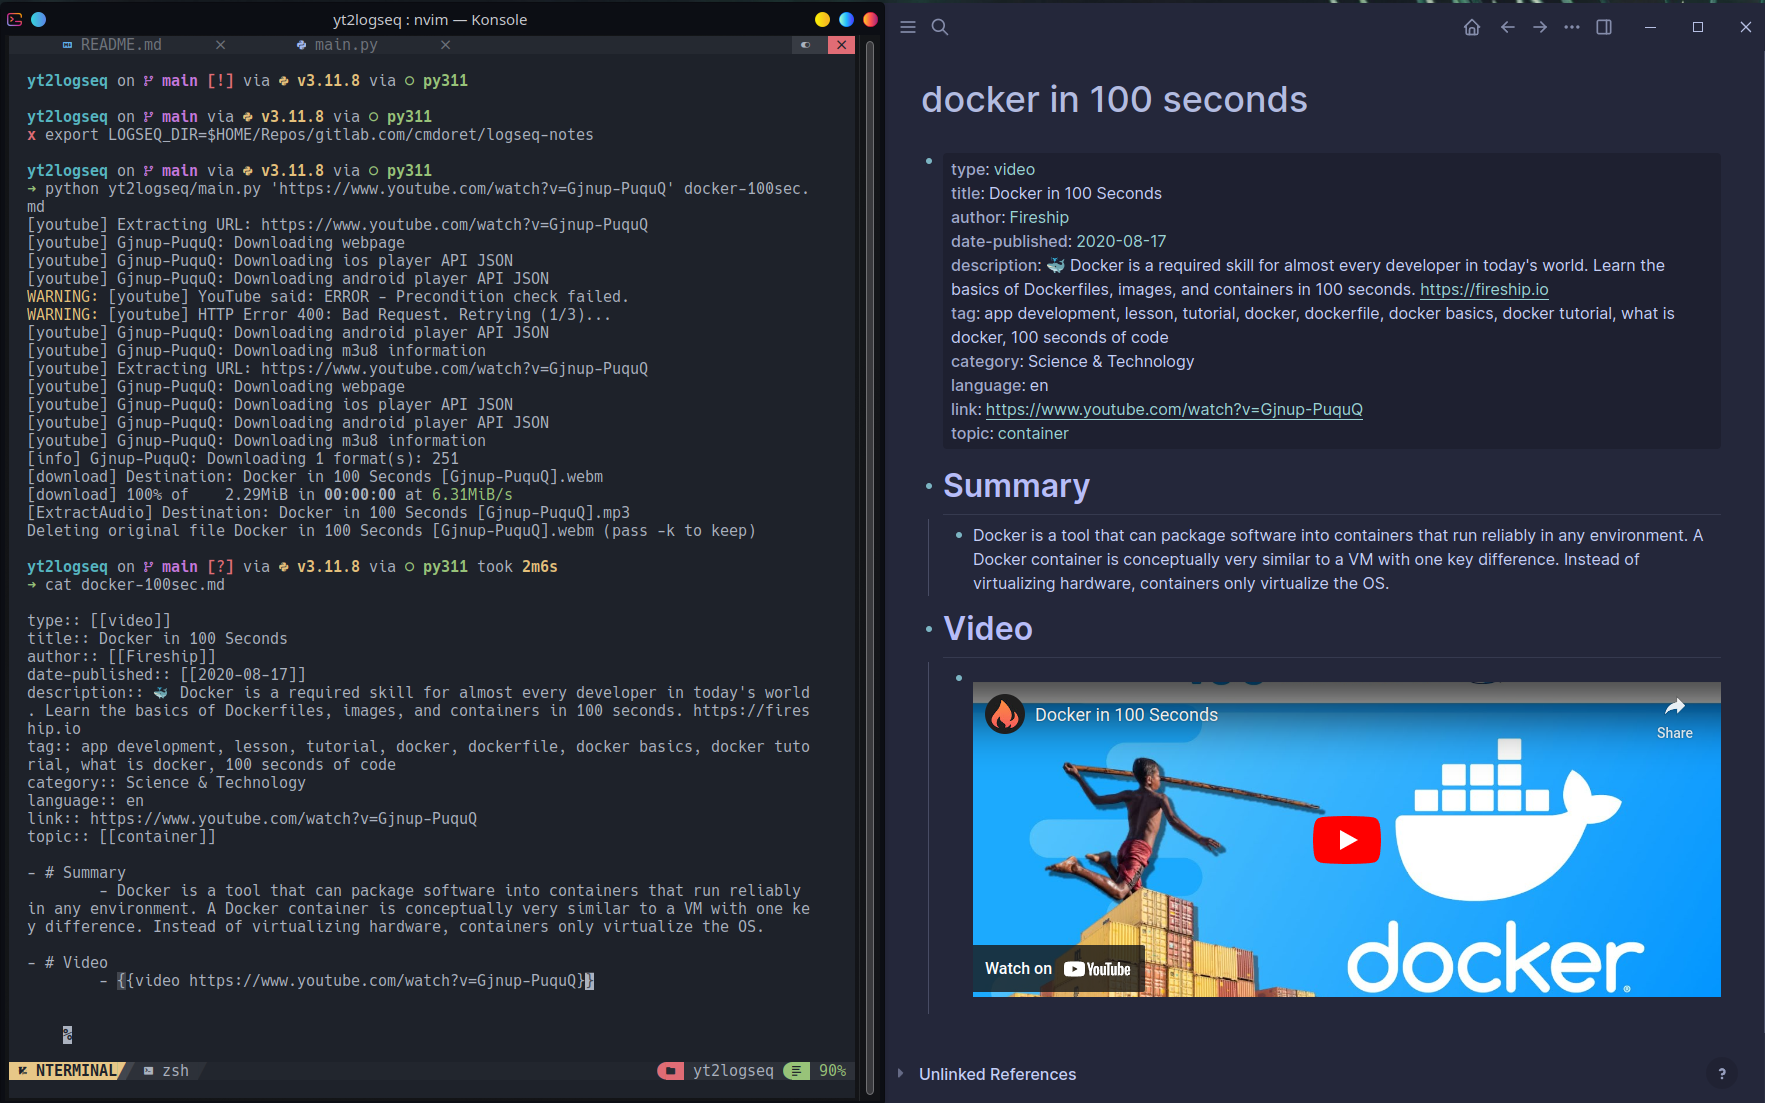 yt2logseq : nvim — Konsole
README.md
main.py
yt2logseq on main [!] via v3.11.8 via py311
yt2logseq on main via v3.11.8 via py311
x export LOGSEQ_DIR=$HOME/Repos/gitlab.com/cmdoret/logseq-notes
yt2logseq on main via v3.11.8 via py311
➜ python yt2logseq/main.py 'https://www.youtube.com/watch?v=Gjnup-PuquQ' docker-100sec.
md
[youtube] Extracting URL: https://www.youtube.com/watch?v=Gjnup-PuquQ
[youtube] Gjnup-PuquQ: Downloading webpage
[youtube] Gjnup-PuquQ: Downloading ios player API JSON
[youtube] Gjnup-PuquQ: Downloading android player API JSON
WARNING: [youtube] YouTube said: ERROR - Precondition check failed.
WARNING: [youtube] HTTP Error 400: Bad Request. Retrying (1/3)...
[youtube] Gjnup-PuquQ: Downloading android player API JSON
[youtube] Gjnup-PuquQ: Downloading m3u8 information
[youtube] Extracting URL: https://www.youtube.com/watch?v=Gjnup-PuquQ
[youtube] Gjnup-PuquQ: Downloading webpage
[youtube] Gjnup-PuquQ: Downloading ios player API JSON
[youtube] Gjnup-PuquQ: Downloading android player API JSON
[youtube] Gjnup-PuquQ: Downloading m3u8 information
[info] Gjnup-PuquQ: Downloading 1 format(s): 251
[download] Destination: Docker in 100 Seconds [Gjnup-PuquQ].webm
[download] 100% of    2.29MiB in 00:00:00 at 6.31MiB/s
[ExtractAudio] Destination: Docker in 100 Seconds [Gjnup-PuquQ].mp3
Deleting original file Docker in 100 Seconds [Gjnup-PuquQ].webm (pass -k to keep)
yt2logseq on main [?] via v3.11.8 via py311 took 2m6s
➜ cat docker-100sec.md
type:: [[video]]
title:: Docker in 100 Seconds
author:: [[Fireship]]
date-published:: [[2020-08-17]]
description:: 🐳 Docker is a required skill for almost every developer in today's world
. Learn the basics of Dockerfiles, images, and containers in 100 seconds. https://fires
hip.io
tag:: app development, lesson, tutorial, docker, dockerfile, docker basics, docker tuto
rial, what is docker, 100 seconds of code
category:: Science & Technology
language:: en
link:: https://www.youtube.com/watch?v=Gjnup-PuquQ
topic:: [[container]]
- # Summary
- Docker is a tool that can package software into containers that run reliably
in any environment. A Docker container is conceptually very similar to a VM with one ke
y difference. Instead of virtualizing hardware, containers only virtualize the OS.
- # Video
- {{video https://www.youtube.com/watch?v=Gjnup-PuquQ}}
%
NTERMINAL zsh yt2logseq 90%
docker in 100 seconds
type: video
title: Docker in 100 Seconds
author: Fireship
date-published: 2020-08-17
description: 🐳 Docker is a required skill for almost every developer in today's world. Learn the
basics of Dockerfiles, images, and containers in 100 seconds. https://fireship.io
tag: app development, lesson, tutorial, docker, dockerfile, docker basics, docker tutorial, what is
docker, 100 seconds of code
category: Science & Technology
language: en
link: https://www.youtube.com/watch?v=Gjnup-PuquQ
topic: container
Summary
Docker is a tool that can package software into containers that run reliably in any environment. A
Docker container is conceptually very similar to a VM with one key difference. Instead of
virtualizing hardware, containers only virtualize the OS.
Video
Docker in 100 Seconds
Share
docker
Watch on YouTube
Unlinked References
?